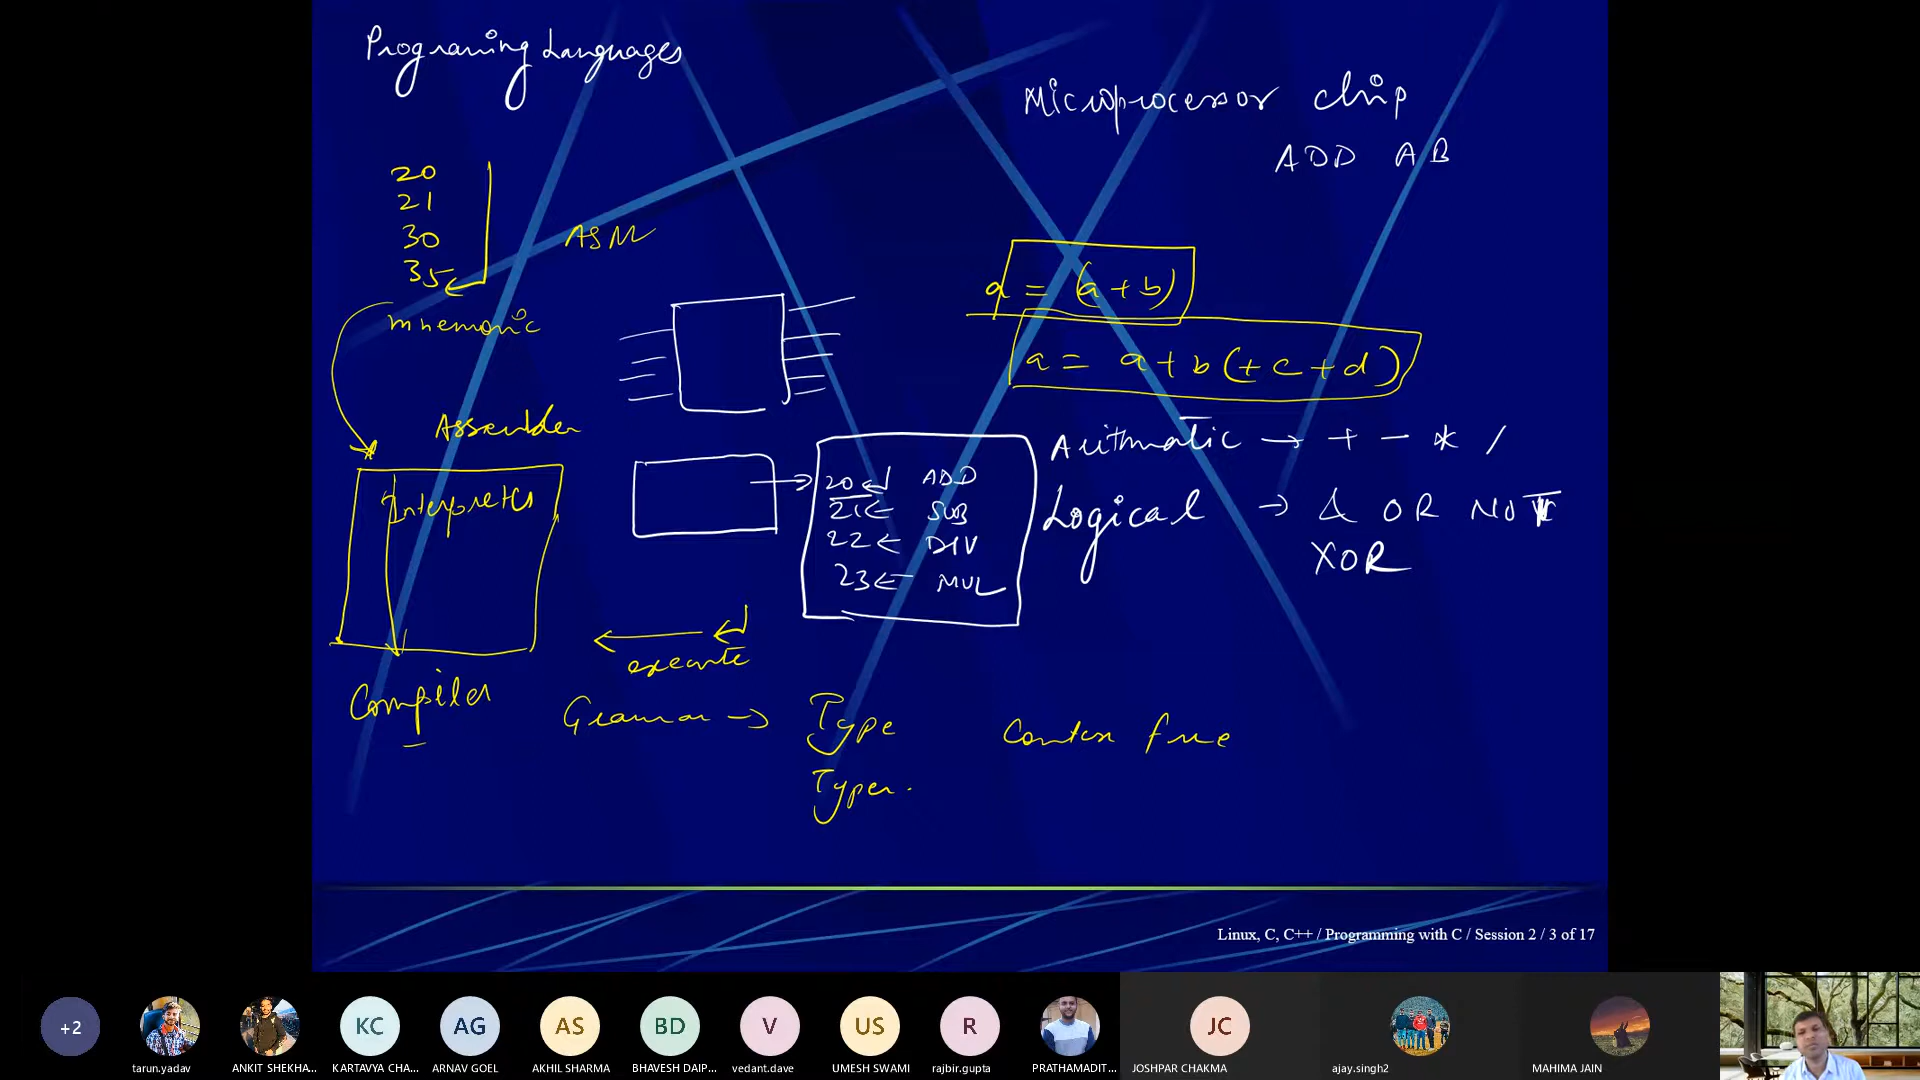 Programing Languages
Microprocessor chip
ADD AB
20
21
30
35
ASM
mnemonic
a = (a + b)
a = a + b (+ c + d)
Assembler
Interpreter
Arithmatic → + - * /
20 ADD
21 ← SUB
22 ← DIV
23 ← MUL
Logical → & OR NOT
XOR
execute
Compiler
→ Type
free
Linux, C, C++ / Programming with C / Session 2 / 3 of 17
+2
KC
AG
AS
BD
V
US
R
JC
tarun.yadav
ANKIT SHEKHA...
KARTAVYA CHA...
ARNAV GOEL
AKHIL SHARMA
BHAVESH DAIP...
vedant.dave
UMESH SWAMI
rajbir.gupta
PRATHAMADIT...
JOSHPAR CHAKMA
ajay.singh2
MAHIMA JAIN